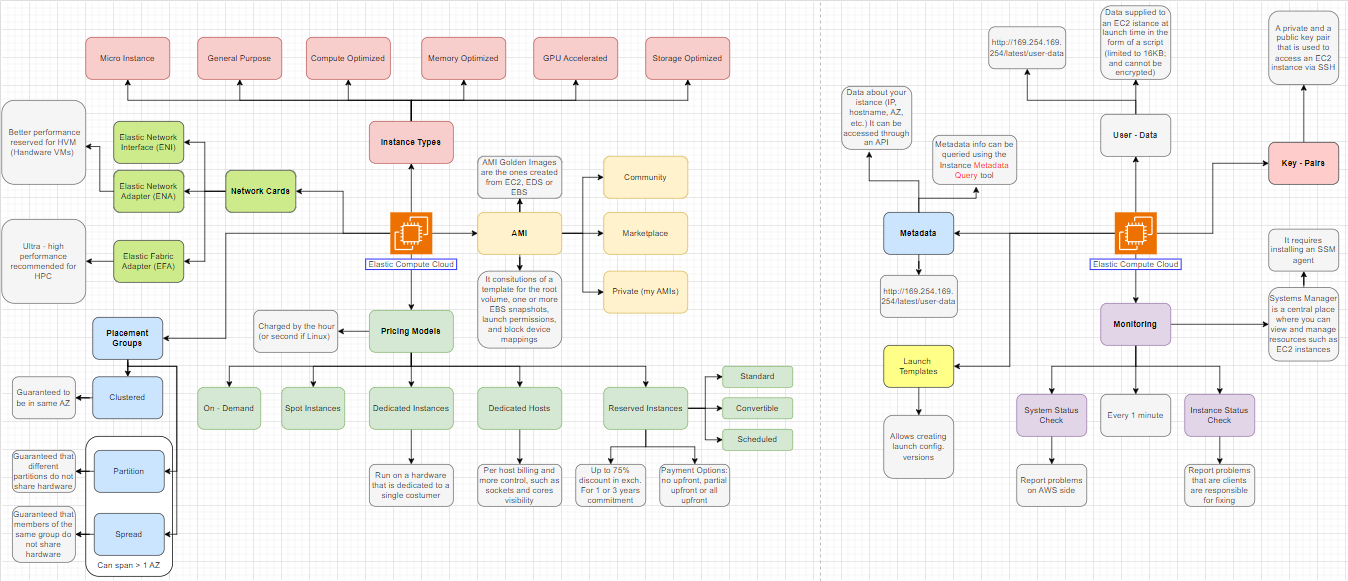 Micro Instance
General Purpose
Compute Optimized
Memory Optimized
GPU Accelerated
Storage Optimized
Instance Types
Better performance
reserved for HVM
(Hardware VMs)
Elastic Network
Interface (ENI)
Elastic Network
Adapter (ENA)
Network Cards
Ultra - high
performance
recommended for
HPC
Elastic Fabric
Adapter (EFA)
AMI Golden Images
are the ones created
from EC2, EDS or
EBS
AMI
Community
Marketplace
Private (my AMIs)
It consitutions of a
template for the root
volume, one or more
EBS snapshots,
launch permissions,
and block device
mappings
Elastic Compute Cloud
Placement
Groups
Charged by the hour
(or second if Linux)
Pricing Models
Guaranteed to
be in same AZ
Clustered
Guaranteed that
different
partitions do not
share hardware
Partition
Guaranteed that
members of the
same group do
not share
hardware
Spread
Can span > 1 AZ
On - Demand
Spot Instances
Dedicated Instances
Dedicated Hosts
Reserved Instances
Standard
Convertible
Scheduled
Run on a hardware
that is dedicated to a
single costumer
Per host billing and
more control, such as
sockets and cores
visibility
Up to 75%
discount in exch.
For 1 or 3 years
commitment
Payment Options:
no upfront, partial
upfront or all
upfront
http://169.254.169.
254/latest/user-data
Data supplied to
an EC2 istance at
launch time in the
form of a script
(limited to 16KB;
and cannot be
encrypted)
A private and a
public key pair
that is used to
access an EC2
instance via SSH
Data about your
istance (IP,
hostname, AZ,
etc.) It can be
accessed through
an API
Metadata info can be
queried using the
Instance Metadata
Query tool
User - Data
Key - Pairs
Metadata
Elastic Compute Cloud
http://169.254.169.
254/latest/user-data
It requires
installing an SSM
agent
Monitoring
Systems Manager
is a central place
where you can
view and manage
resources such as
EC2 instances
Launch
Templates
Allows creating
launch config.
versions
System Status
Check
Every 1 minute
Instance Status
Check
Report problems
on AWS side
Report problems
that are clients
are responsible
for fixing